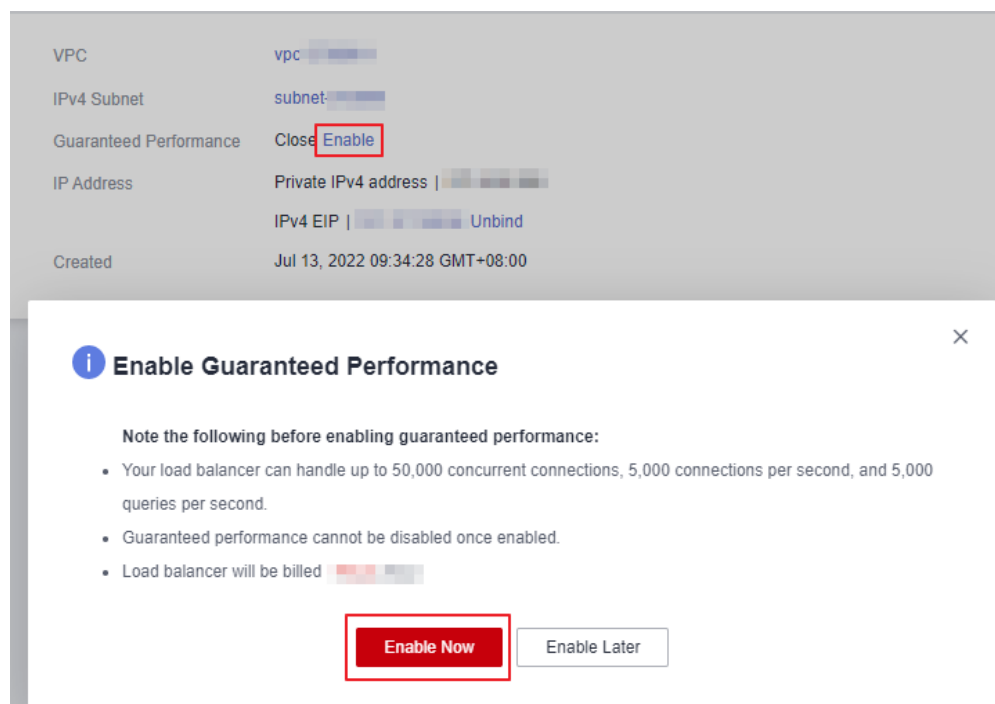 VPC vpc
IPv4 Subnet subnet-
Guaranteed Performance Close Enable
IP Address Private IPv4 address |
IPv4 EIP | Unbind
Created Jul 13, 2022 09:34:28 GMT+08:00
Enable Guaranteed Performance
Note the following before enabling guaranteed performance:
• Your load balancer can handle up to 50,000 concurrent connections, 5,000 connections per second, and 5,000
queries per second.
• Guaranteed performance cannot be disabled once enabled.
• Load balancer will be billed
Enable Now Enable Later